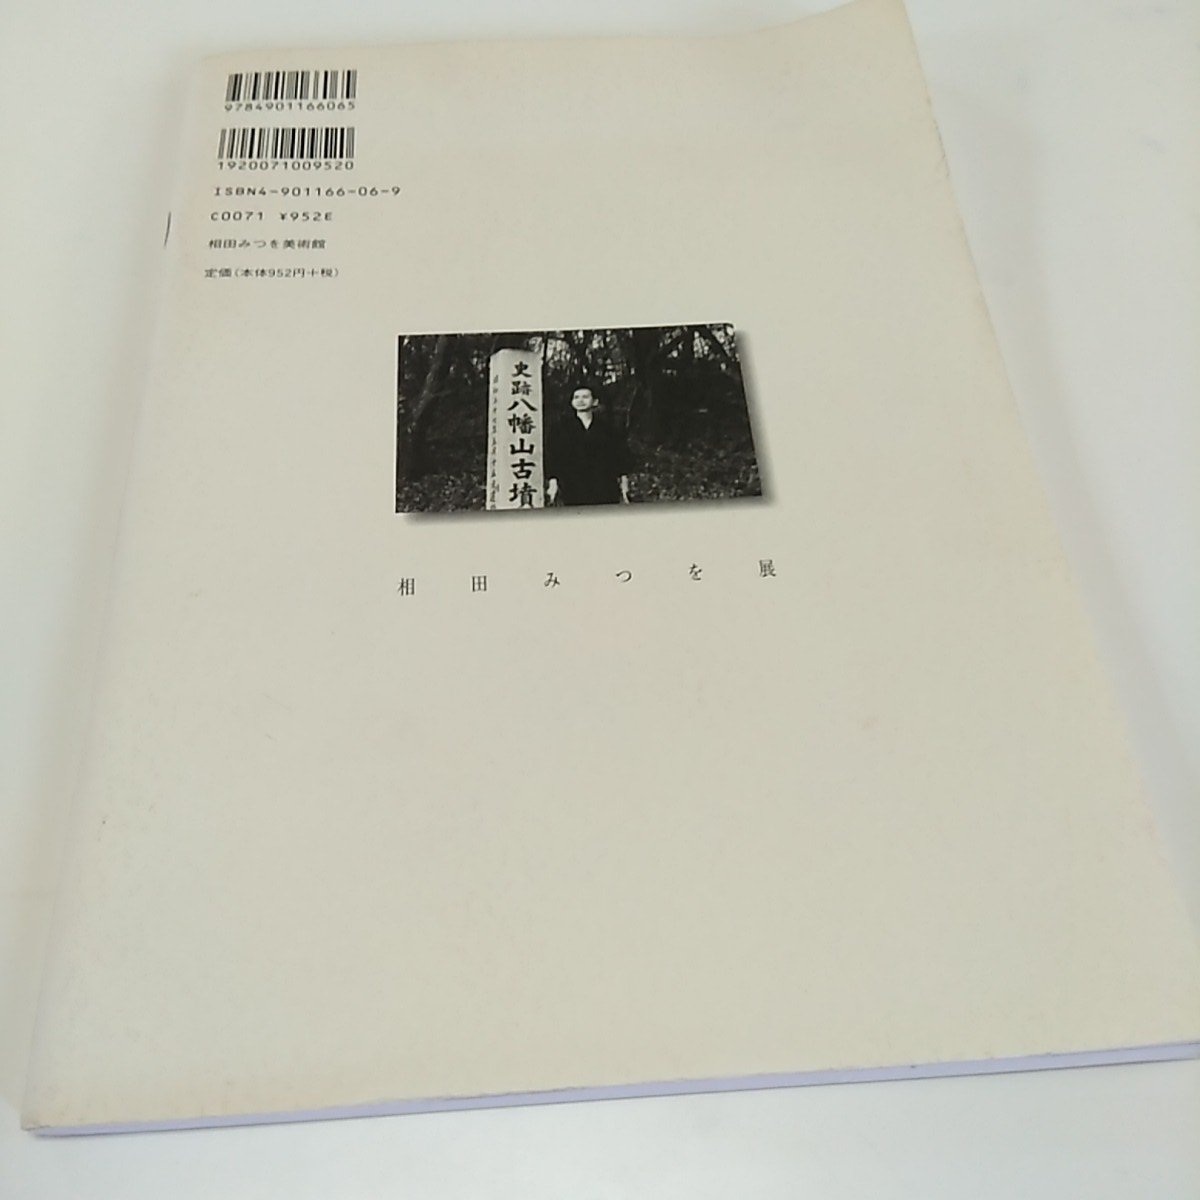 9784901166065
1920071009520
ISBN4-901166-06-9
C0071 ¥952E
相田みつを美術館
定価(本体952円+税)
史跡八幡山古墳
相田みつを展